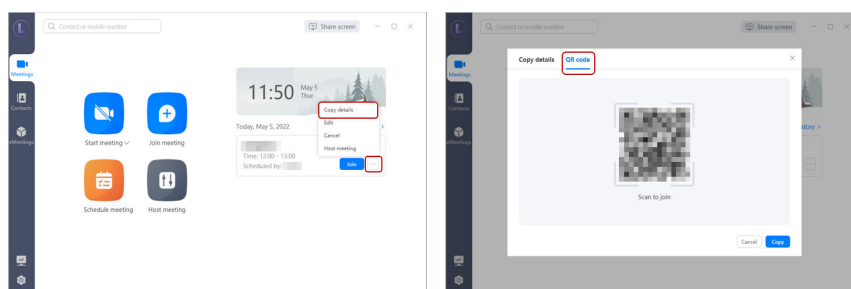 L
Contact or mobile number
Share screen
Meetings
Contacts
eMeetings
11:50 May 5
Thur
Copy details
Edit
Cancel
Host meeting
Start meeting
Join meeting
Today, May 5, 2022
Time: 12:00 - 13:00
Scheduled by:
Join
Schedule meeting
Host meeting
L
Contact or mobile number
Share screen
Meetings
Contacts
eMeetings
Copy details
QR code
tory
Scan to join
Cancel
Copy